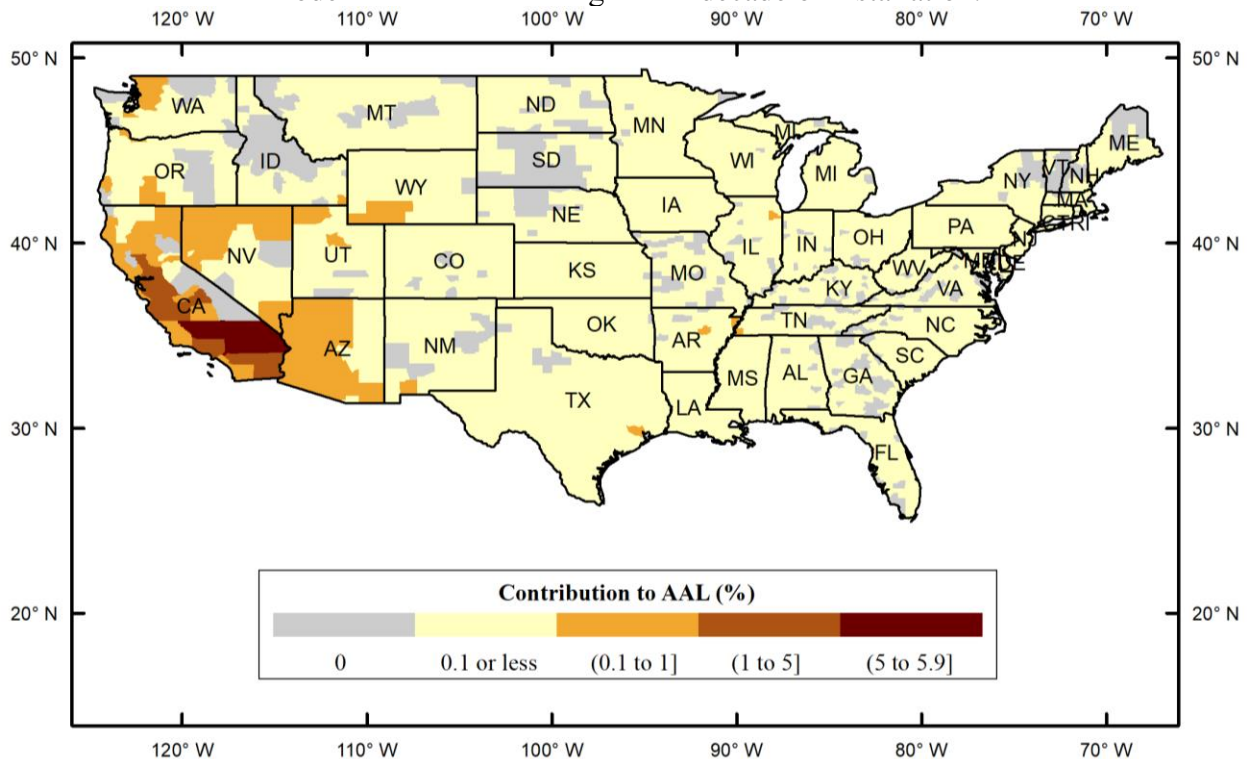 120° W 110° W 100° W 90° W 80° W 70° W
50° N 50° N
WA MT ND MN ME
OR ID SD WI MI MI NY VT NH
WY MA
IA CT RI
40° N NE PA 40° N
NV UT CO IL IN OH
KS MO WV VA
CA KY
OK TN NC
AZ NM AR SC
MS AL GA
TX LA
30° N 30° N
FL
Contribution to AAL (%)
20° N 20° N
0 0.1 or less (0.1 to 1] (1 to 5] (5 to 5.9]
120° W 110° W 100° W 90° W 80° W 70° W